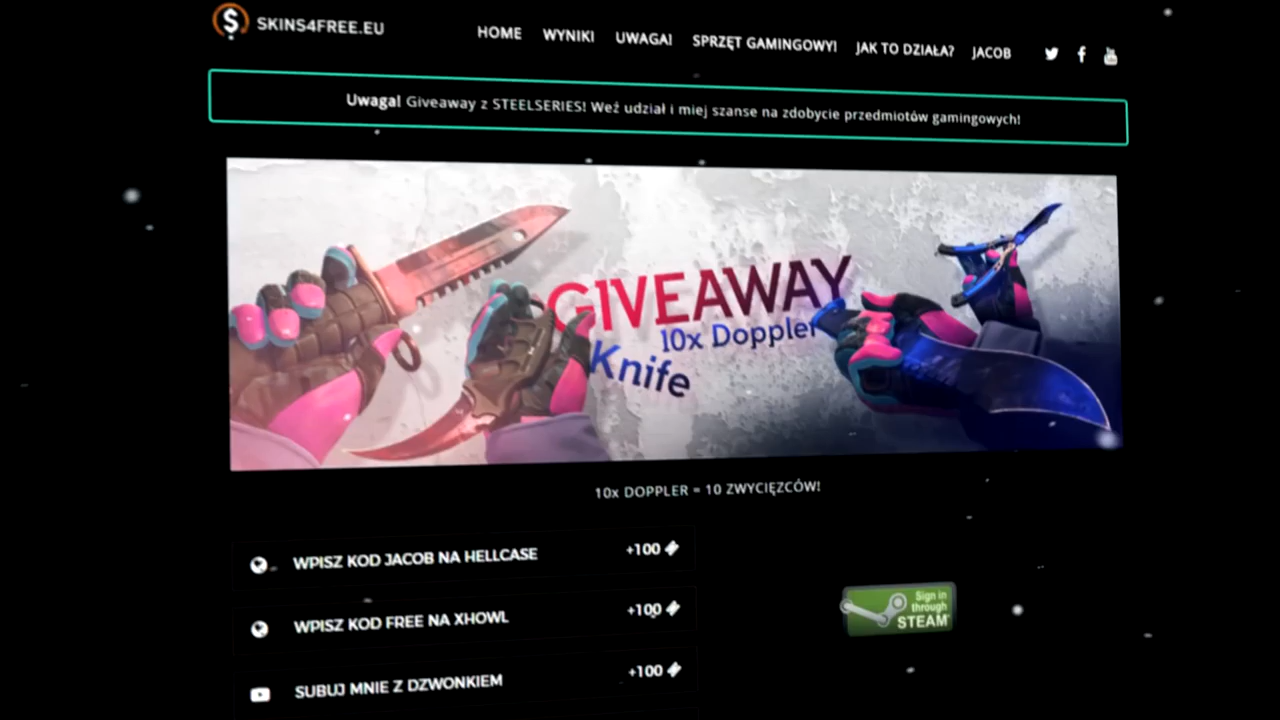 SKINS4FREE.EU
HOME WYNIKI UWAGA! SPRZĘT GAMINGOWY! JAK TO DZIAŁA? JACOB
Uwaga! Giveaway z STEELSERIES! Weź udział i miej szanse na zdobycie przedmiotów gamingowych!
GIVEAWAY
10x Doppler
Knife
10x DOPPLER = 10 ZWYCIĘZCÓW!
WPISZ KOD JACOB NA HELLCASE +100
WPISZ KOD FREE NA XHOWL +100
SUBUJ MNIE Z DZWONKIEM +100
Sign in
through
STEAM